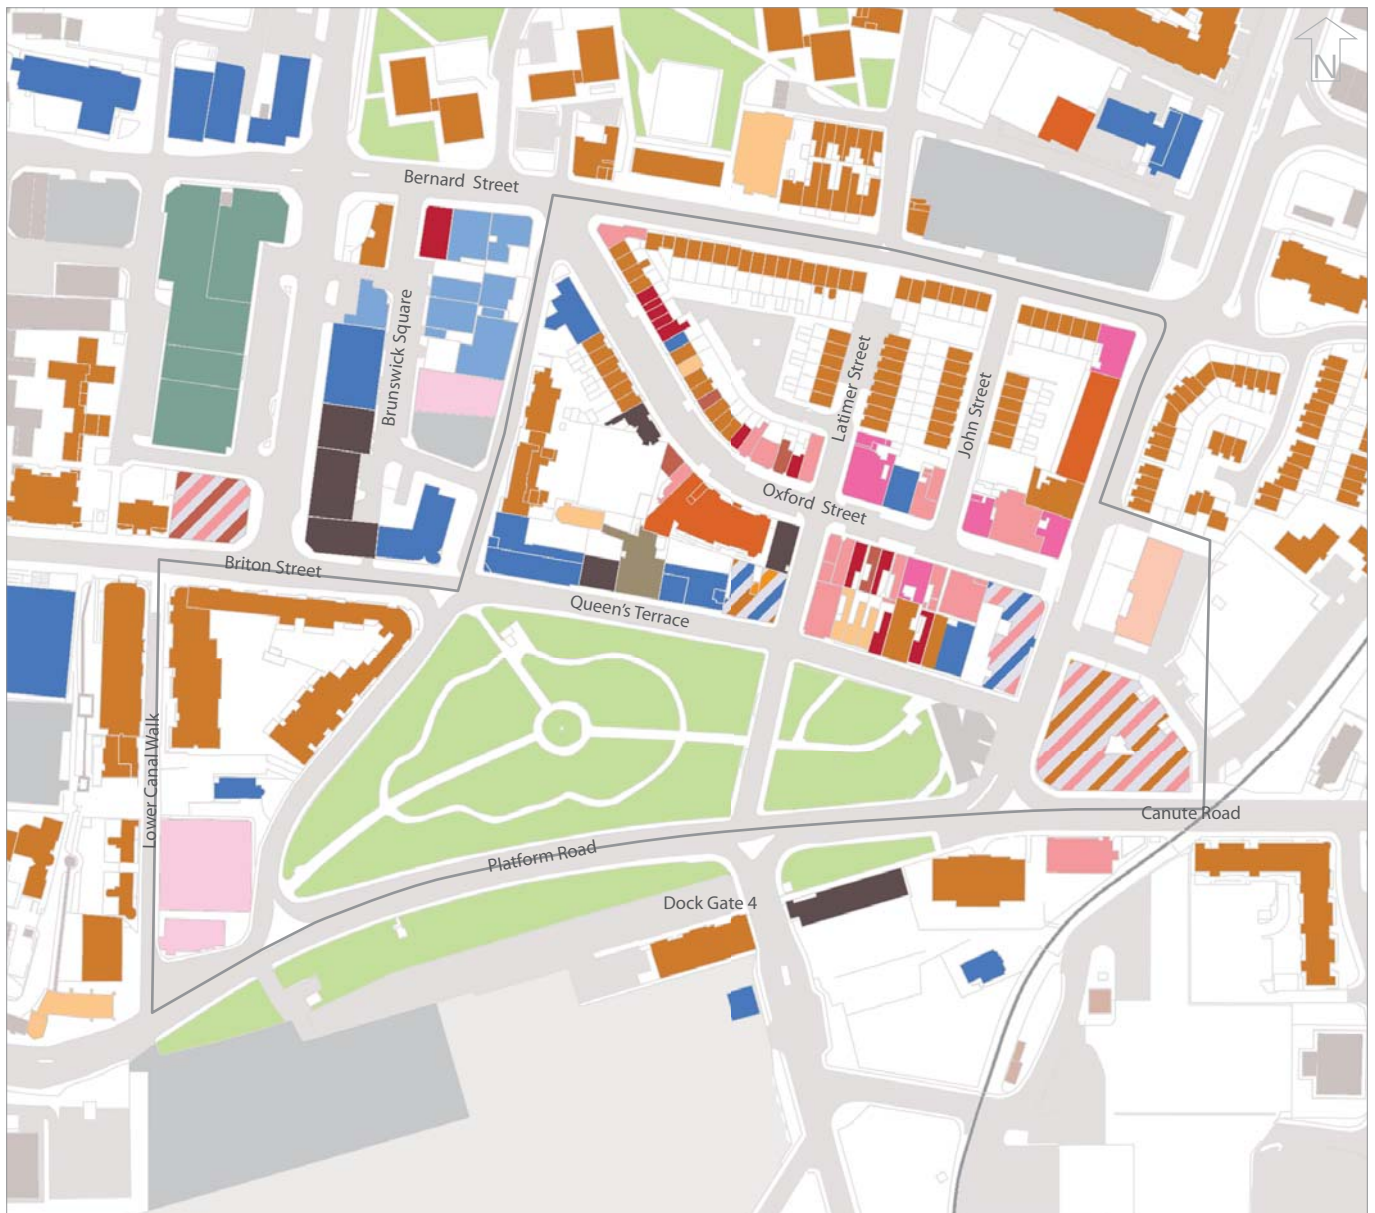 N
Bernard Street
Brunswick Square
Latimer Street
John Street
Oxford Street
Briton Street
Queen's Terrace
Lower Canal Walk
Canute Road
Platform Road
Dock Gate 4